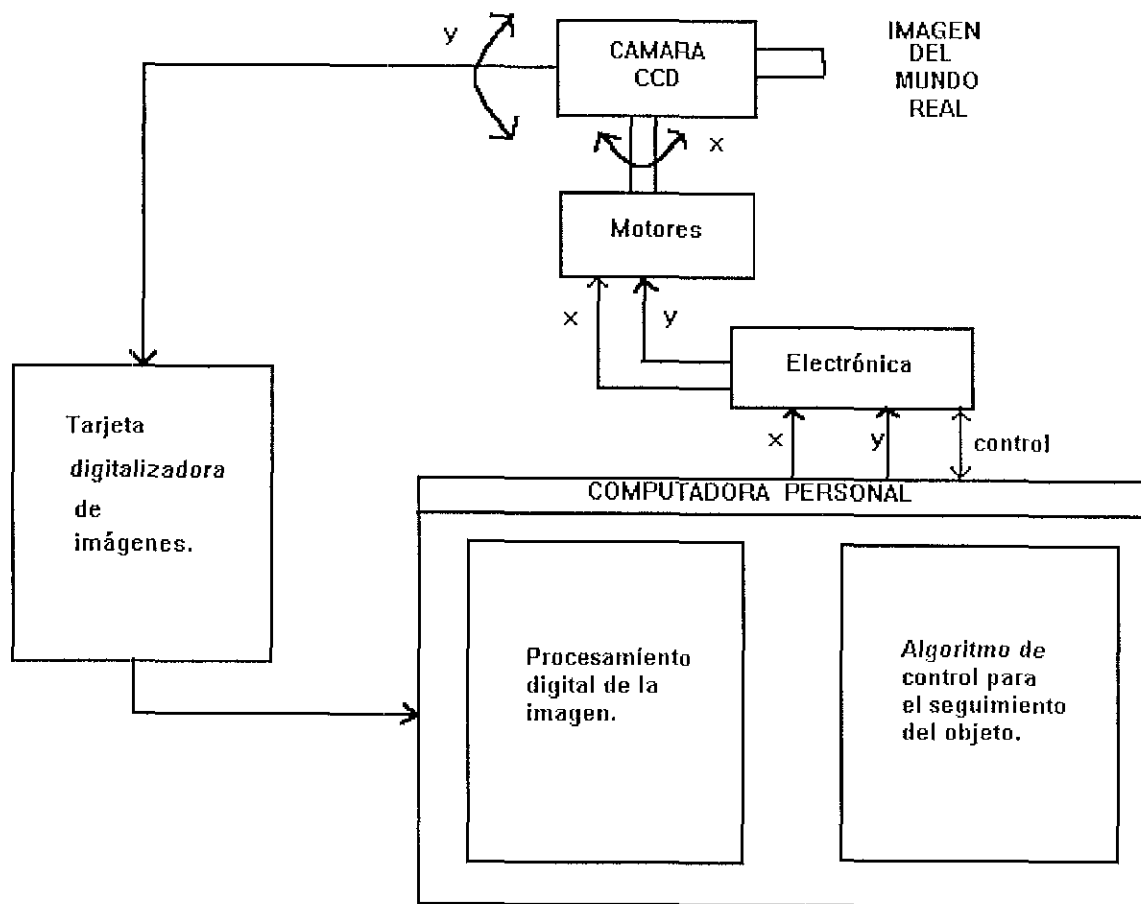 y
CAMARA
CCD
IMAGEN
DEL
MUNDO
REAL
x
Motores
x
y
Electrónica
x
y
control
Tarjeta
digitalizadora
de
imágenes.
COMPUTADORA PERSONAL
Procesamiento
digital de la
imagen.
Algoritmo de
control para
el seguimiento
del objeto.